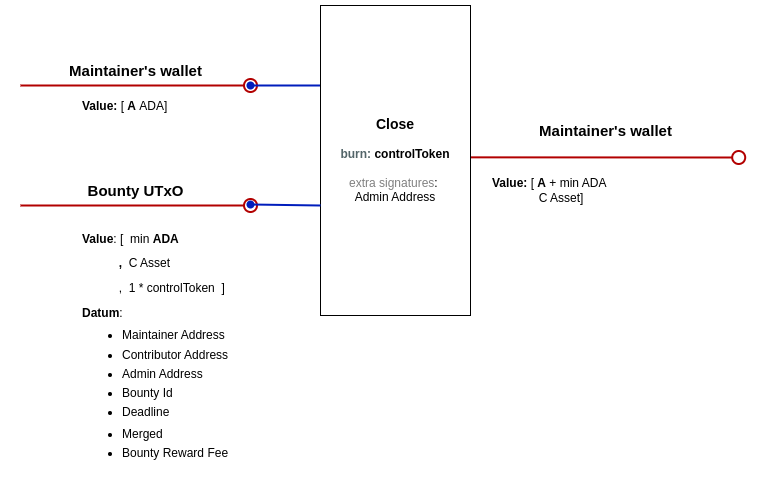 Maintainer's wallet
Value: [ A ADA]
Bounty UTxO
Value: [ min ADA
, C Asset
, 1 * controlToken ]
Datum:
• Maintainer Address
• Contributor Address
• Admin Address
• Bounty Id
• Deadline
• Merged
• Bounty Reward Fee
Close
burn: controlToken
extra signatures:
Admin Address
Maintainer's wallet
Value: [ A + min ADA
C Asset]